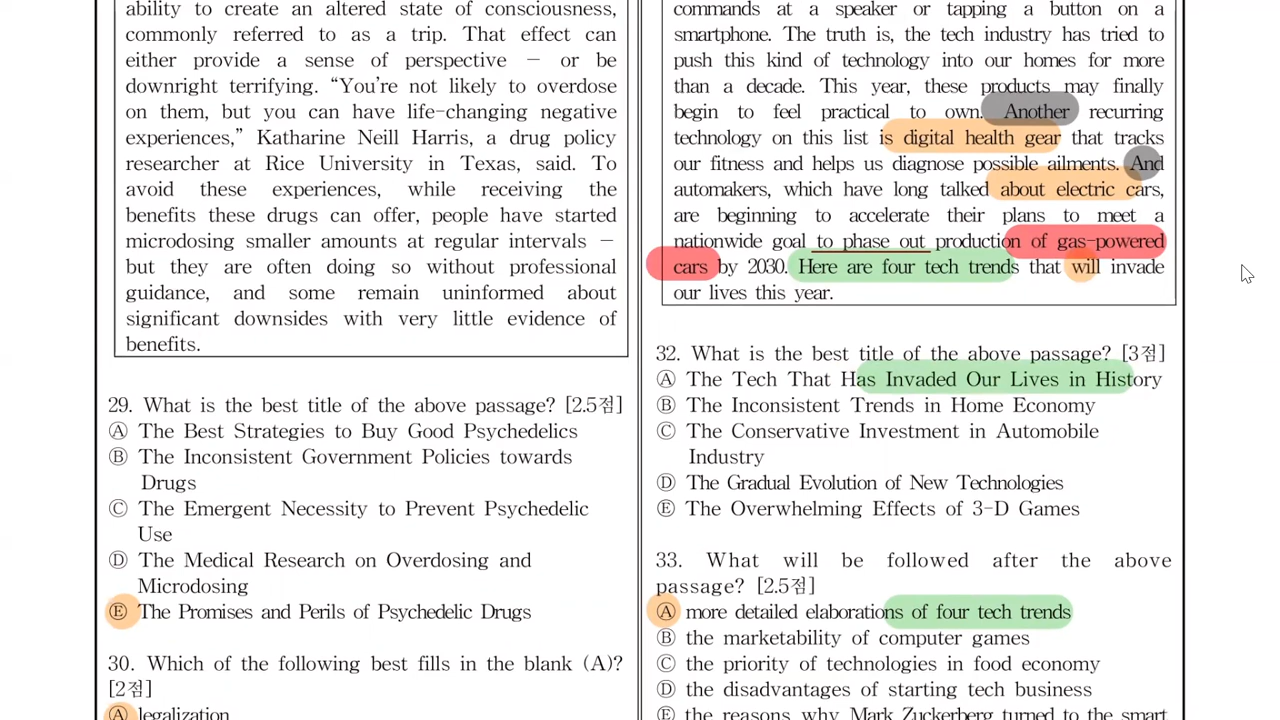 ability to create an altered state of consciousness,
commonly referred to as a trip. That effect can
either provide a sense of perspective — or be
downright terrifying. “You’re not likely to overdose
on them, but you can have life-changing negative
experiences,” Katharine Neill Harris, a drug policy
researcher at Rice University in Texas, said. To
avoid these experiences, while receiving the
benefits these drugs can offer, people have started
microdosing smaller amounts at regular intervals —
but they are often doing so without professional
guidance, and some remain uninformed about
significant downsides with very little evidence of
benefits.
29. What is the best title of the above passage? [2.5점]
Ⓐ The Best Strategies to Buy Good Psychedelics
Ⓑ The Inconsistent Government Policies towards
Drugs
Ⓒ The Emergent Necessity to Prevent Psychedelic
Use
Ⓓ The Medical Research on Overdosing and
Microdosing
Ⓔ The Promises and Perils of Psychedelic Drugs
30. Which of the following best fills in the blank (A)?
[2점]
Ⓐ legalization
commands at a speaker or tapping a button on a
smartphone. The truth is, the tech industry has tried to
push this kind of technology into our homes for more
than a decade. This year, these products may finally
begin to feel practical to own. Another recurring
technology on this list is digital health gear that tracks
our fitness and helps us diagnose possible ailments. And
automakers, which have long talked about electric cars,
are beginning to accelerate their plans to meet a
nationwide goal to phase out production of gas-powered
cars by 2030. Here are four tech trends that will invade
our lives this year.
32. What is the best title of the above passage? [3점]
Ⓐ The Tech That Has Invaded Our Lives in History
Ⓑ The Inconsistent Trends in Home Economy
Ⓒ The Conservative Investment in Automobile
Industry
Ⓓ The Gradual Evolution of New Technologies
Ⓔ The Overwhelming Effects of 3-D Games
33. What will be followed after the above
passage? [2.5점]
Ⓐ more detailed elaborations of four tech trends
Ⓑ the marketability of computer games
Ⓒ the priority of technologies in food economy
Ⓓ the disadvantages of starting tech business
Ⓔ the reasons why Mark Zuckerberg turned to the smart